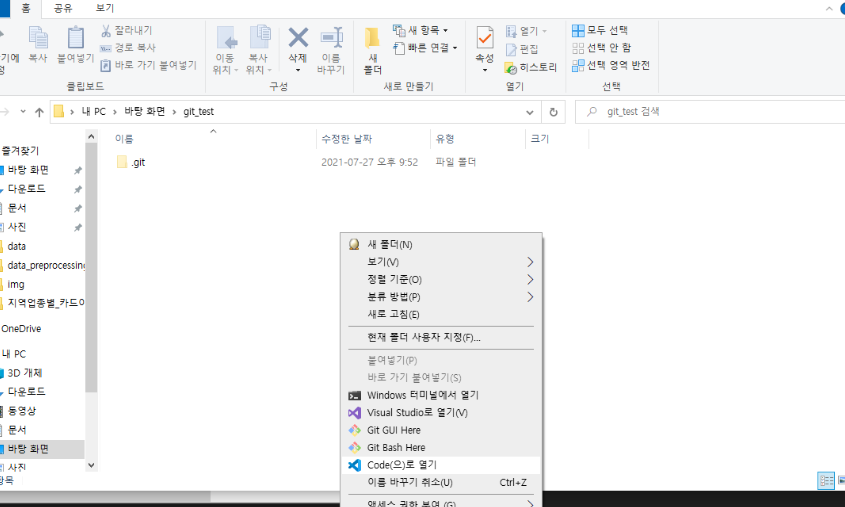 홈 공유 보기
복사
붙여넣기
잘라내기
경로 복사
바로 가기 붙여넣기
클립보드
이동 위치
복사 위치
삭제
이름 바꾸기
구성
새 폴더
새 항목
빠른 연결
새로 만들기
속성
열기
편집
히스토리
열기
모두 선택
선택 안 함
선택 영역 반전
선택
내 PC > 바탕 화면 > git_test
git_test 검색
이름 수정한 날짜 유형 크기
.git 2021-07-27 오후 9:52 파일 폴더
즐겨찾기
바탕 화면
다운로드
문서
사진
data
data_preprocessing
img
지역업종별_카드이
OneDrive
내 PC
3D 개체
다운로드
동영상
문서
바탕 화면
사진
항목
새 폴더(N)
보기(V)
정렬 기준(O)
분류 방법(P)
새로 고침(E)
현재 폴더 사용자 지정(F)...
붙여넣기(P)
바로 가기 붙여넣기(S)
Windows 터미널에서 열기
Visual Studio로 열기(V)
Git GUI Here
Git Bash Here
Code(으)로 열기
이름 바꾸기 취소(U) Ctrl+Z
액세스 권한 부여 (G)